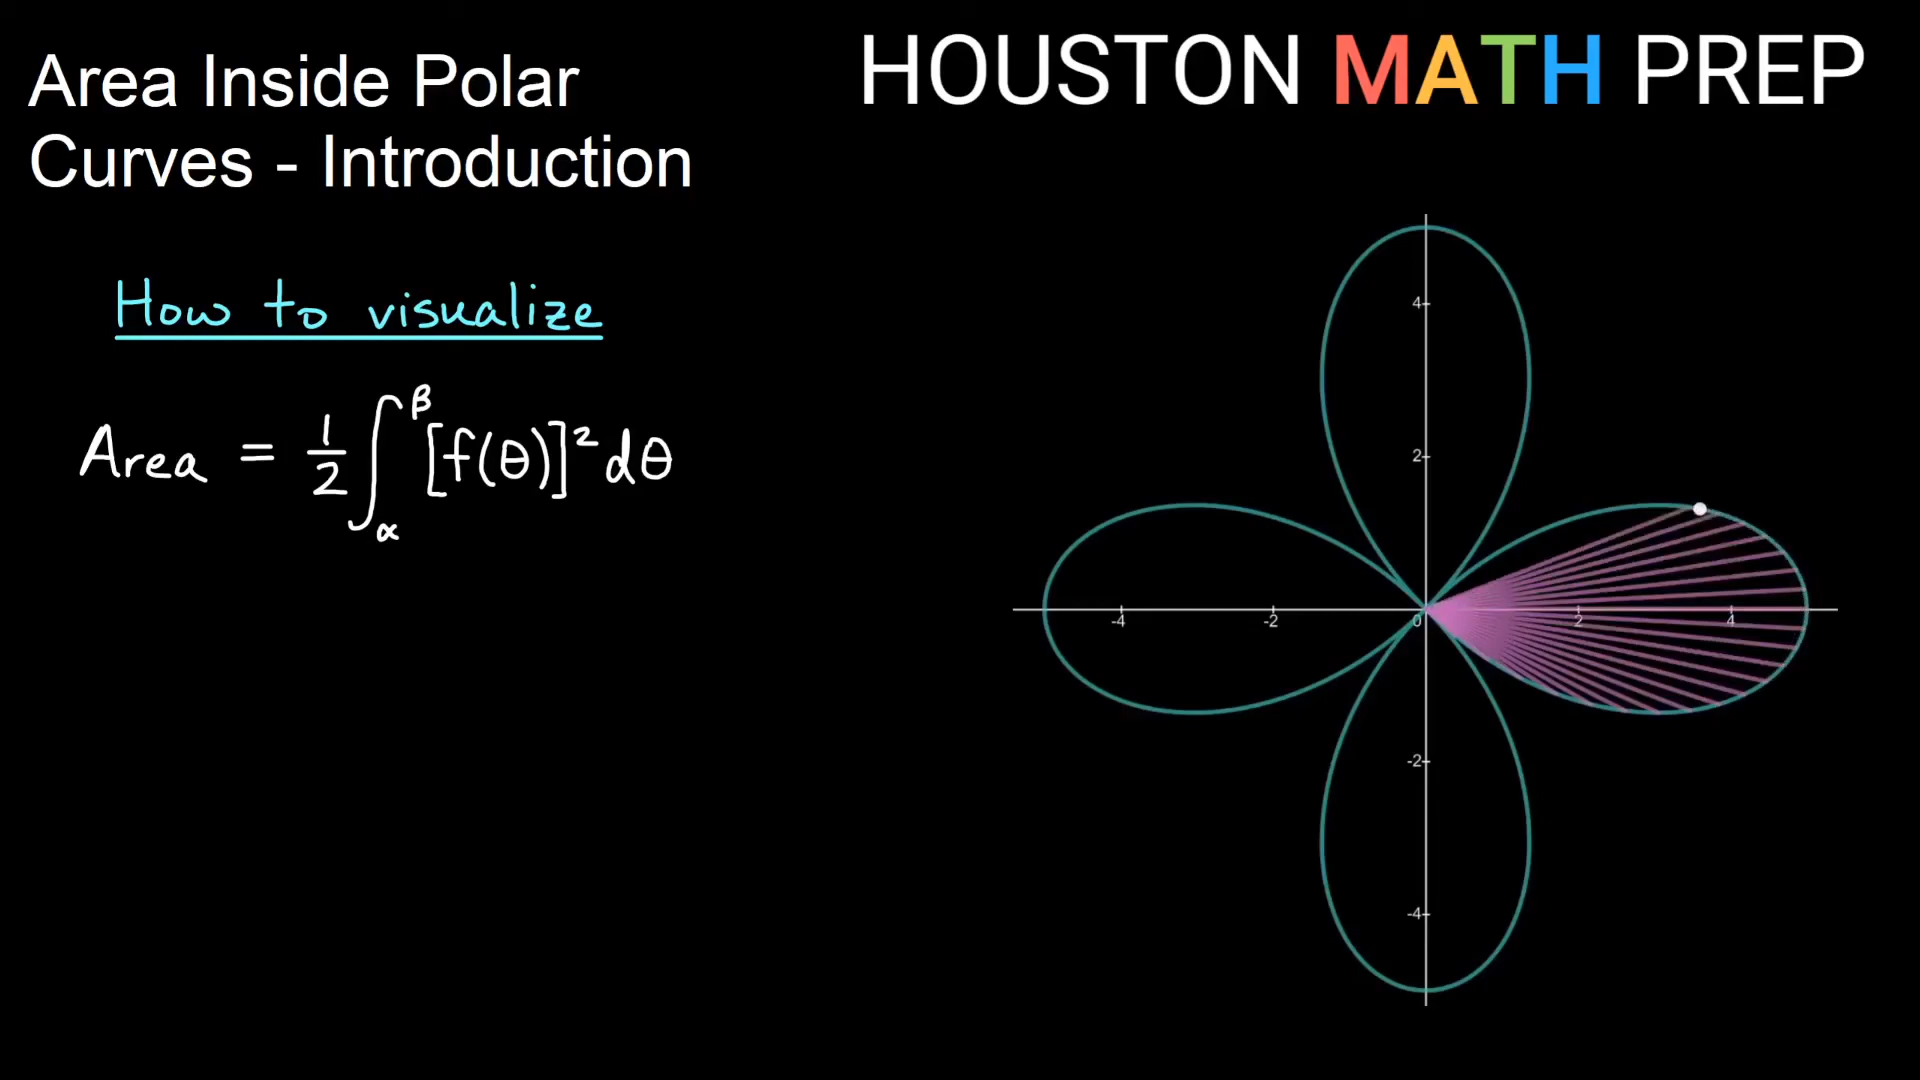 Area Inside Polar
Curves - Introduction
HOUSTON MATH PREP
How to visualize
Area = 1/2 ∫_α^β [f(θ)]² dθ
4
2
-4 -2 0 2 4
-2
-4